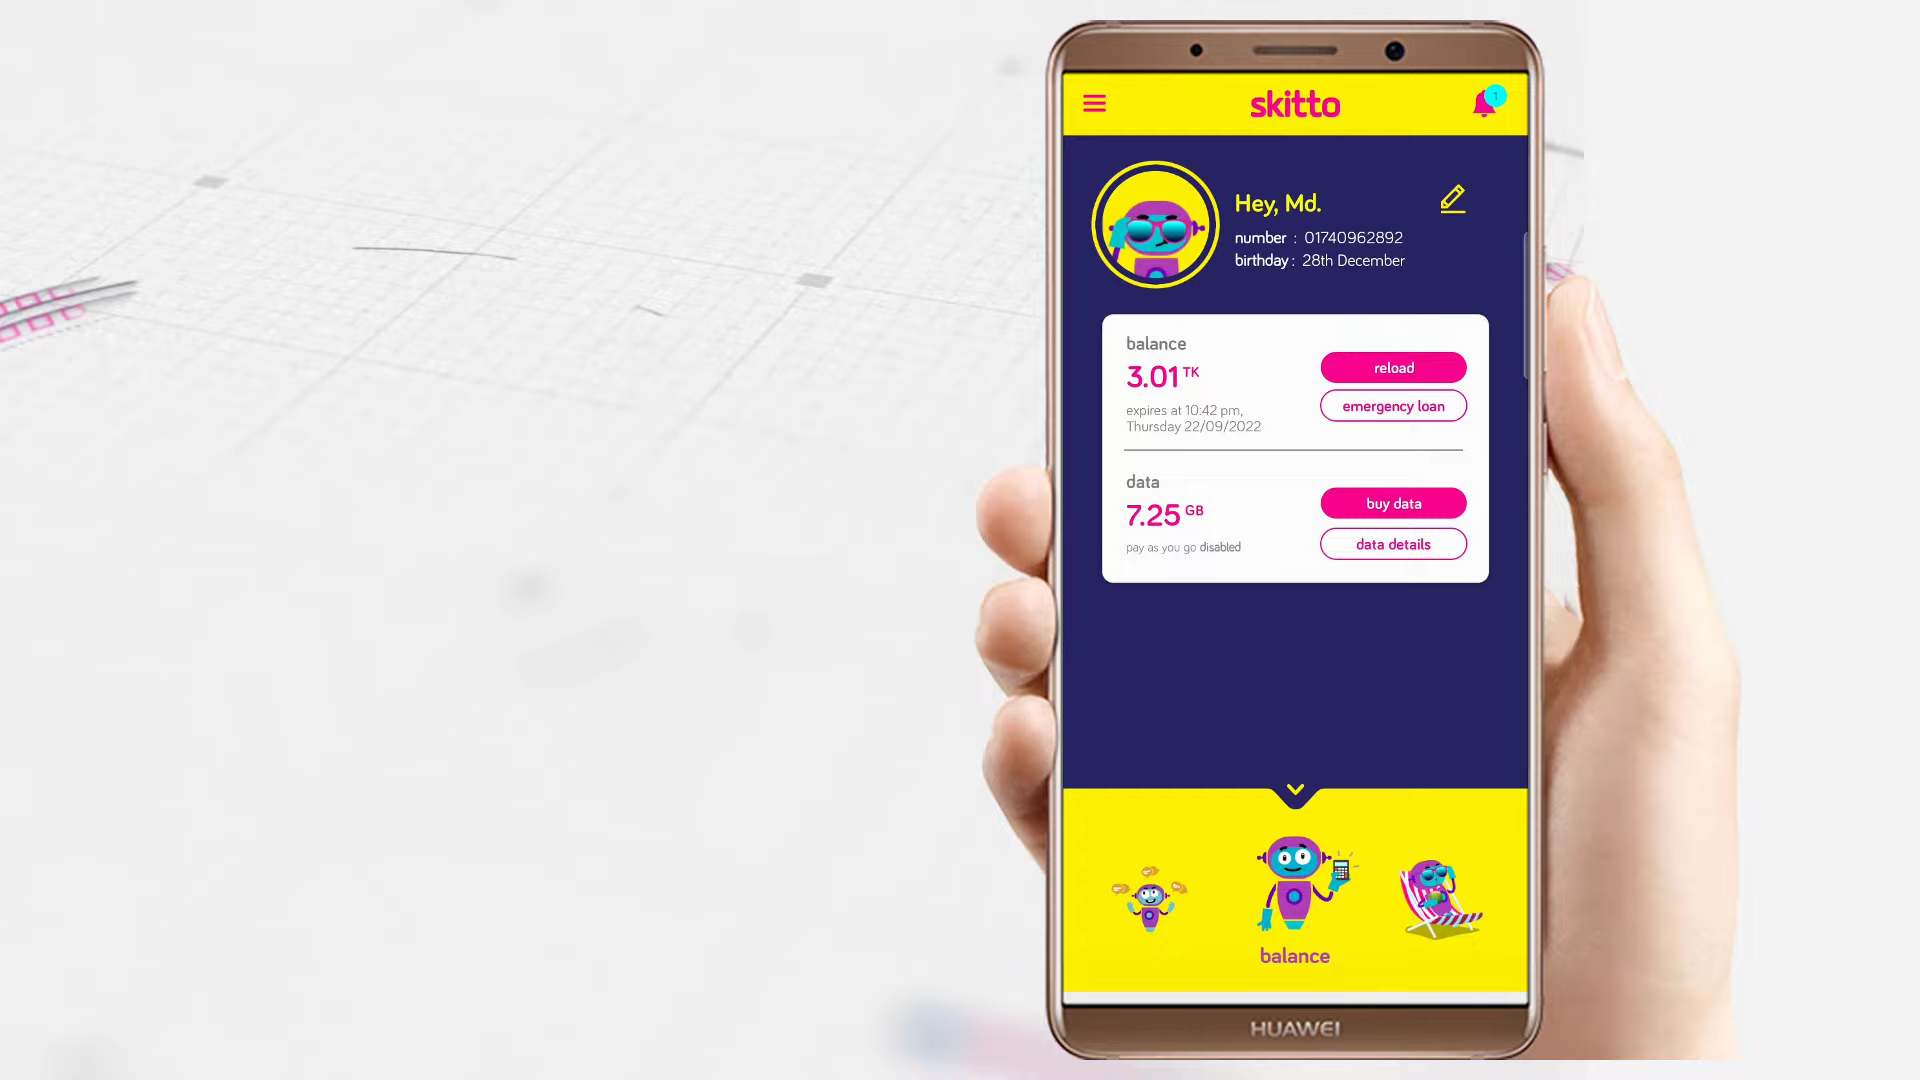 skitto
1
Hey, Md.
number : 01740962892
birthday : 28th December
balance
3.01 TK
reload
expires at 10:42 pm,
Thursday 22/09/2022
emergency loan
data
7.25 GB
buy data
pay as you go disabled
data details
balance
HUAWEI